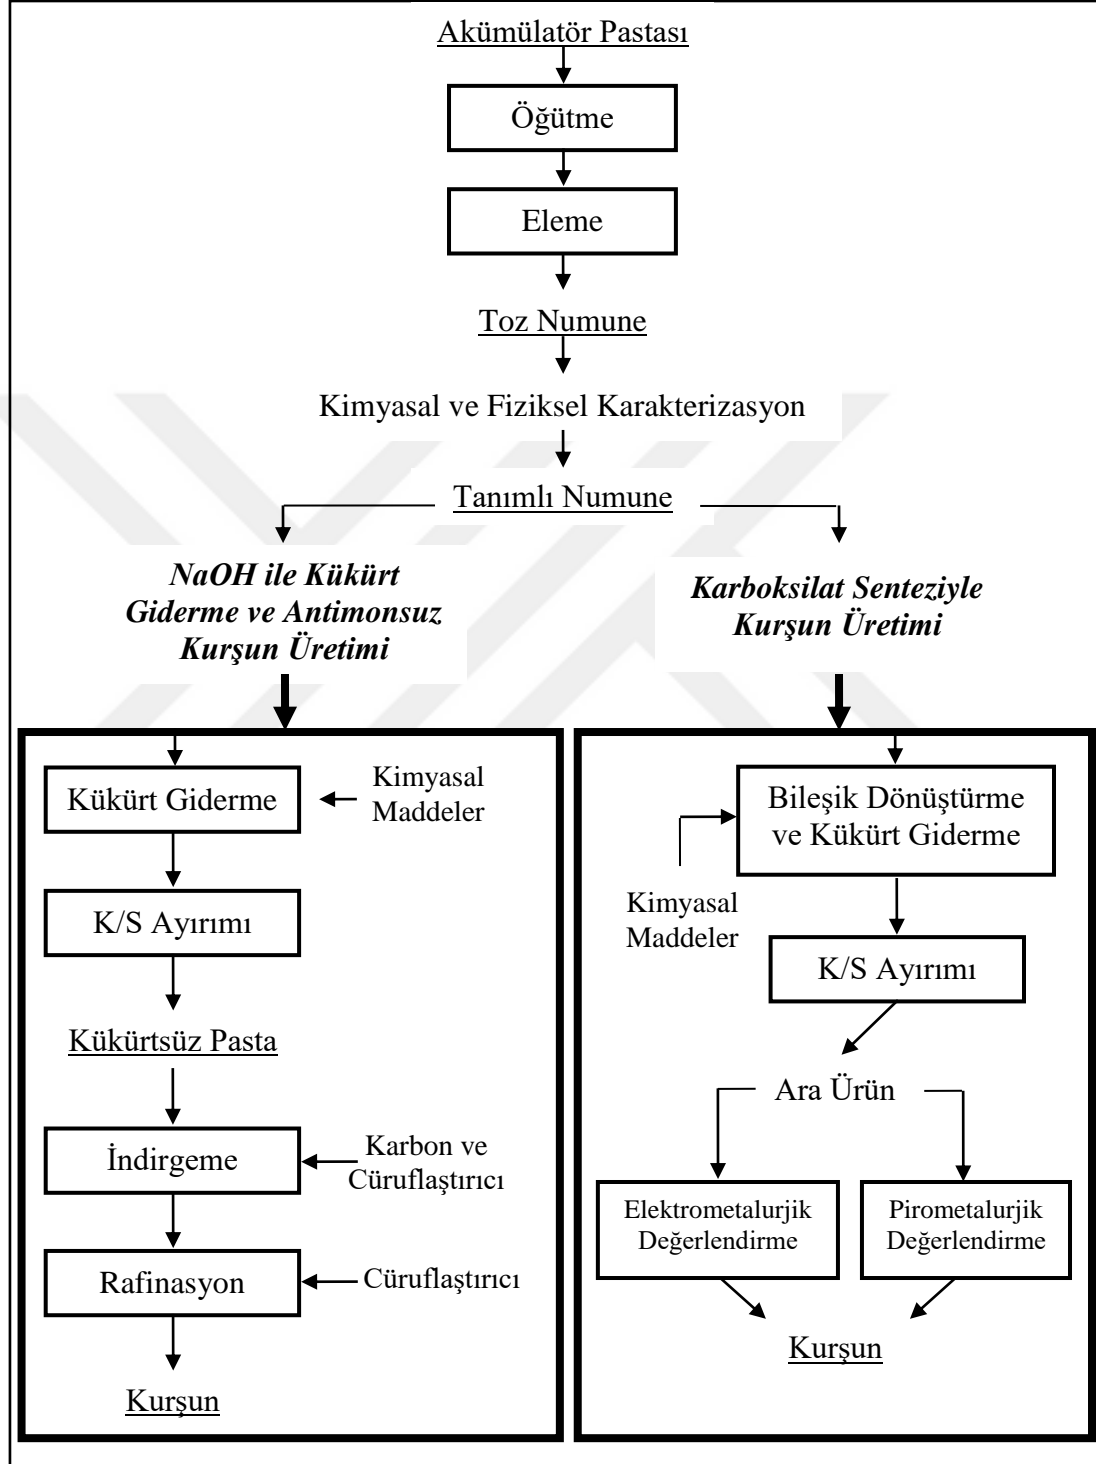 Akümülatör Pastası
Öğütme
Eleme
Toz Numune
Kimyasal ve Fiziksel Karakterizasyon
Tanımlı Numune
NaOH ile Kükürt
Giderme ve Antimonsuz
Kurşun Üretimi
Karboksilat Senteziyle
Kurşun Üretimi
Kükürt Giderme
Kimyasal
Maddeler
K/S Ayırımı
Kükürtsüz Pasta
İndirgeme
Karbon ve
Cüruflaştırıcı
Rafinasyon
Cüruflaştırıcı
Kurşun
Bileşik Dönüştürme
ve Kükürt Giderme
Kimyasal
Maddeler
K/S Ayırımı
Ara Ürün
Elektrometalurjik
Değerlendirme
Pirometalurjik
Değerlendirme
Kurşun